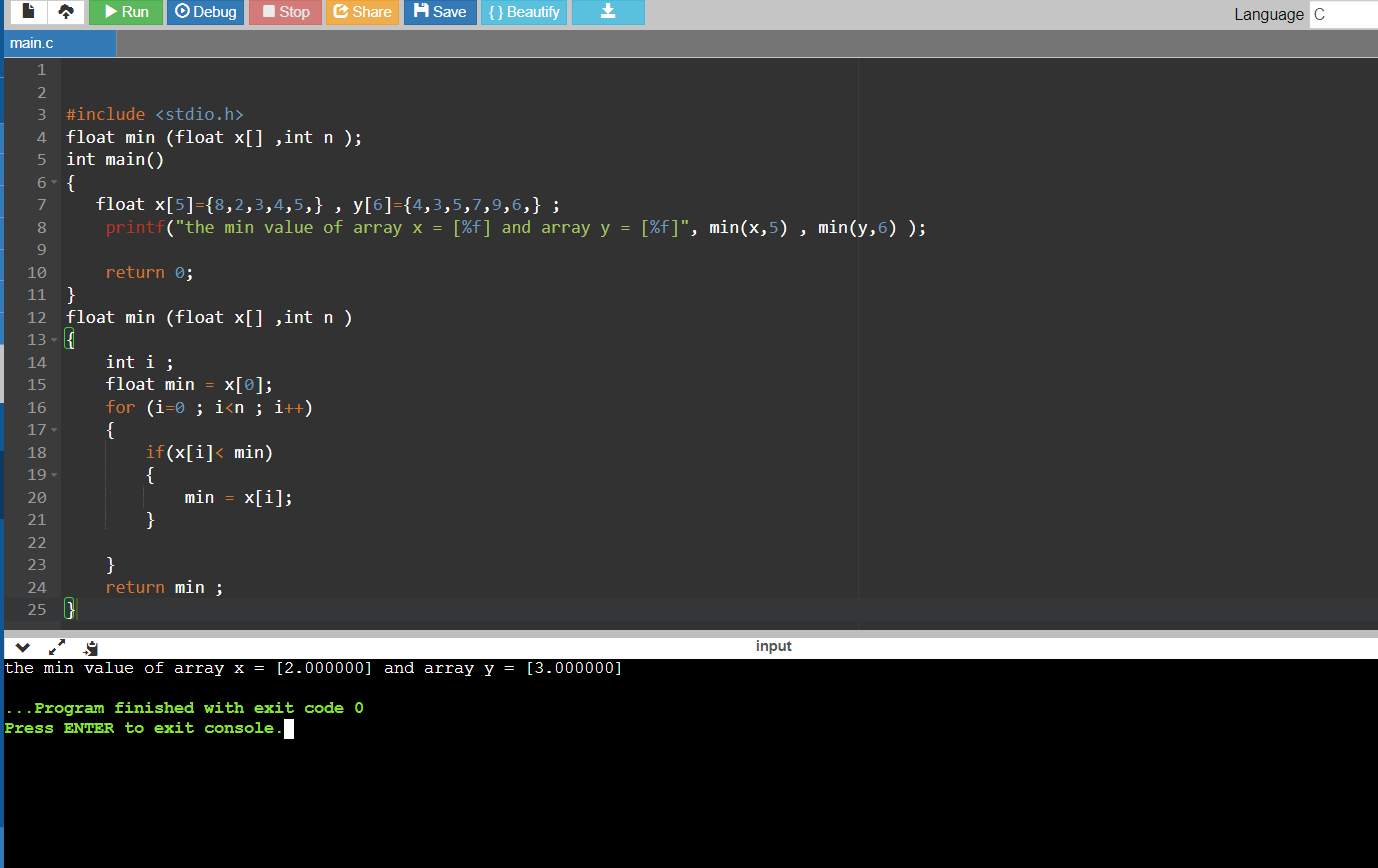 Run Debug Stop Share Save { } Beautify Language C
main.c
1
2
3 #include <stdio.h>
4 float min (float x[] ,int n );
5 int main()
6 {
7    float x[5]={8,2,3,4,5,} , y[6]={4,3,5,7,9,6,} ;
8     printf("the min value of array x = [%f] and array y = [%f]", min(x,5) , min(y,6) );
9
10     return 0;
11 }
12 float min (float x[] ,int n )
13 {
14     int i ;
15     float min = x[0];
16     for (i=0 ; i<n ; i++)
17     {
18         if(x[i]< min)
19         {
20             min = x[i];
21         }
22
23     }
24     return min ;
25 }
input
the min value of array x = [2.000000] and array y = [3.000000]
...Program finished with exit code 0
Press ENTER to exit console.